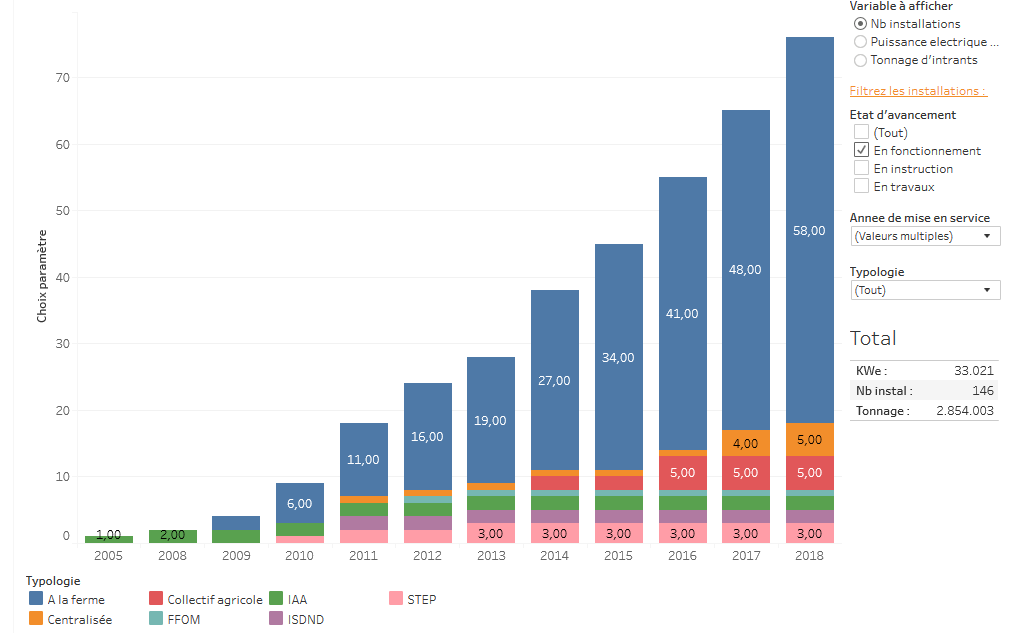 Variable à afficher
Nb installations
Puissance electrique ...
Tonnage d'intrants
Filtrez les installations :
Etat d'avancement
(Tout)
En fonctionnement
En instruction
En travaux
Annee de mise en service
(Valeurs multiples)
Typologie
(Tout)
Total
KWe : 33.021
Nb instal : 146
Tonnage : 2.854.003
Choix paramètre
70
60
50
40
30
20
10
0
58,00
48,00
41,00
34,00
27,00
19,00
16,00
11,00
6,00
4,00 5,00
5,00 5,00 5,00
1,00 2,00 3,00 3,00 3,00 3,00 3,00 3,00
2005 2008 2009 2010 2011 2012 2013 2014 2015 2016 2017 2018
Typologie
A la ferme Collectif agricole IAA STEP
Centralisée FFOM ISDND